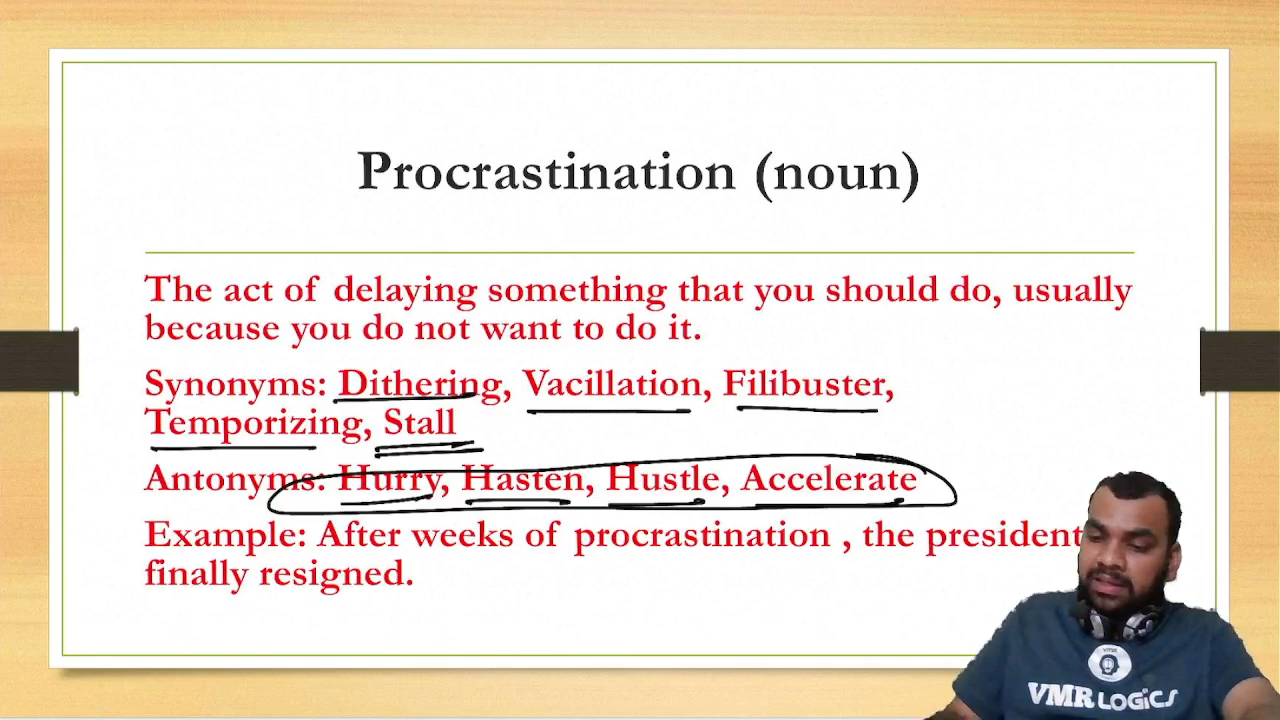 Procrastination (noun)
The act of delaying something that you should do, usually
because you do not want to do it.
Synonyms: Dithering, Vacillation, Filibuster,
Temporizing, Stall
Antonyms: Hurry, Hasten, Hustle, Accelerate
Example: After weeks of procrastination , the president
finally resigned.
VMR LOGICS